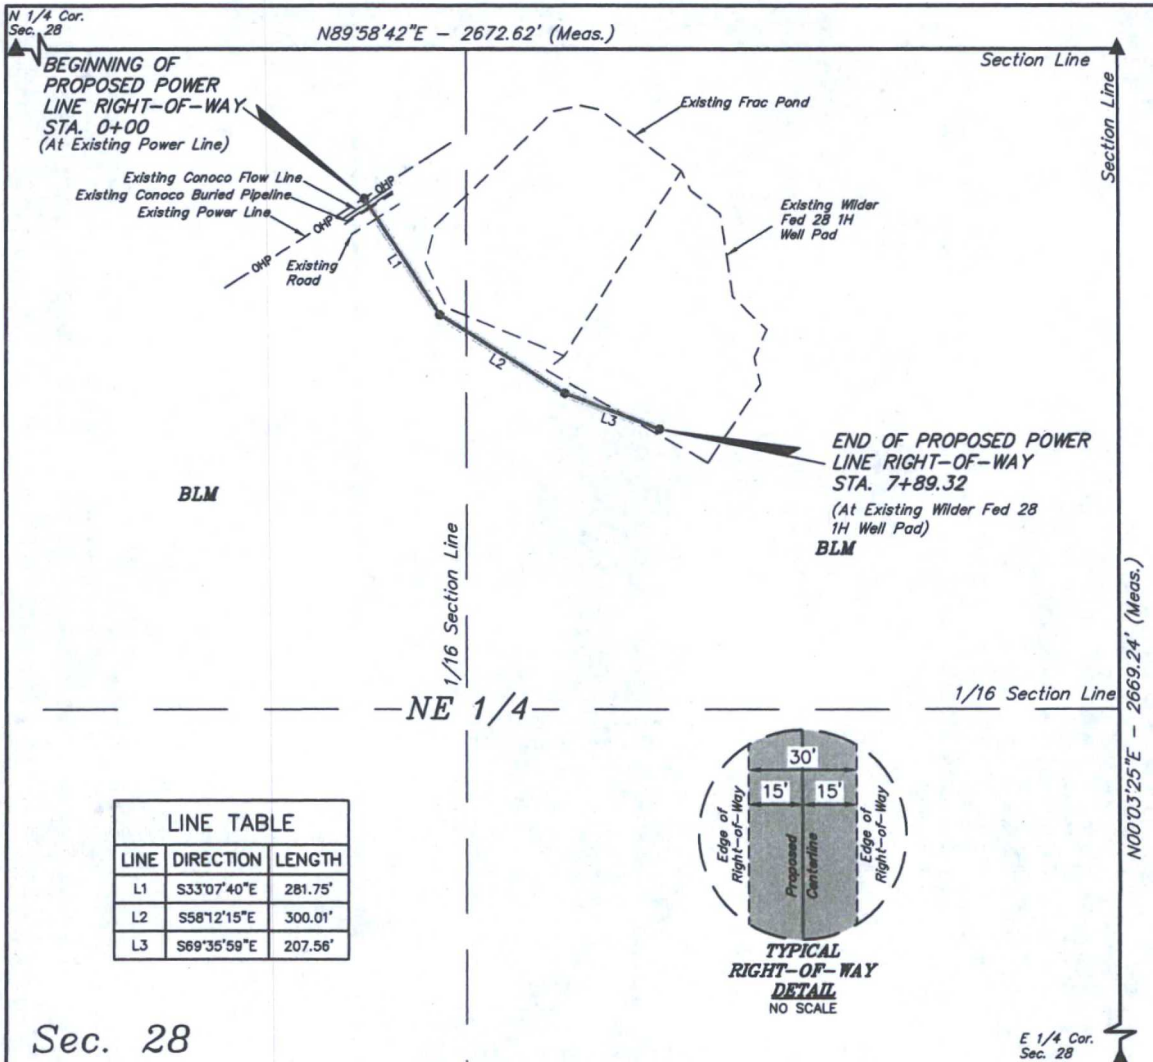 N 1/4 Cor.
Sec. 28
N89°58'42"E - 2672.62' (Meas.)
Section Line
Section Line
BEGINNING OF
PROPOSED POWER
LINE RIGHT-OF-WAY
STA. 0+00
(At Existing Power Line)
Existing Frac Pond
Existing Conoco Flow Line
Existing Conoco Buried Pipeline
Existing Power Line
OHP
OHP
OHP
Existing
Road
Existing Wilder
Fed 28 1H
Well Pad
L1
L2
L3
END OF PROPOSED POWER
LINE RIGHT-OF-WAY
STA. 7+89.32
(At Existing Wilder Fed 28
1H Well Pad)
BLM
BLM
1/16 Section Line
N00°03'25"E - 2669.24' (Meas.)
1/16 Section Line
NE 1/4
30'
15' 15'
Edge of
Right-of-Way
Proposed
Centerline
Edge of
Right-of-Way
TYPICAL
RIGHT-OF-WAY
DETAIL
NO SCALE
LINE TABLE
LINE DIRECTION LENGTH
L1 S33°07'40"E 281.75'
L2 S58°12'15"E 300.01'
L3 S69°35'59"E 207.56'
Sec. 28
E 1/4 Cor.
Sec. 28